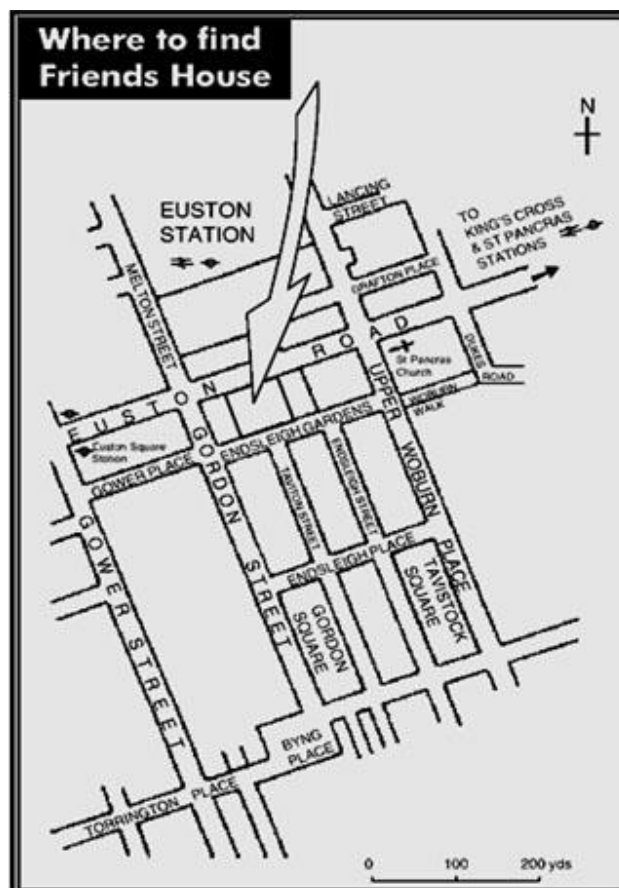 Where to find
Friends House
N
EUSTON
STATION
LANCING
STREET
TO
KING'S CROSS
& ST PANCRAS
STATIONS
MELTON STREET
GRAFTON PLACE
EUSTON ROAD
St Pancras
Church
DUKES
ROAD
WOBURN
WALK
UPPER WOBURN PLACE
Euston Square
Station
GOWER PLACE
ENDSLEIGH GARDENS
GORDON STREET
TAVITON STREET
ENDSLEIGH STREET
GOWER STREET
ENDSLEIGH PLACE
GORDON
SQUARE
TAVISTOCK
SQUARE
BYNG
PLACE
TORRINGTON PLACE
0 100 200 yds